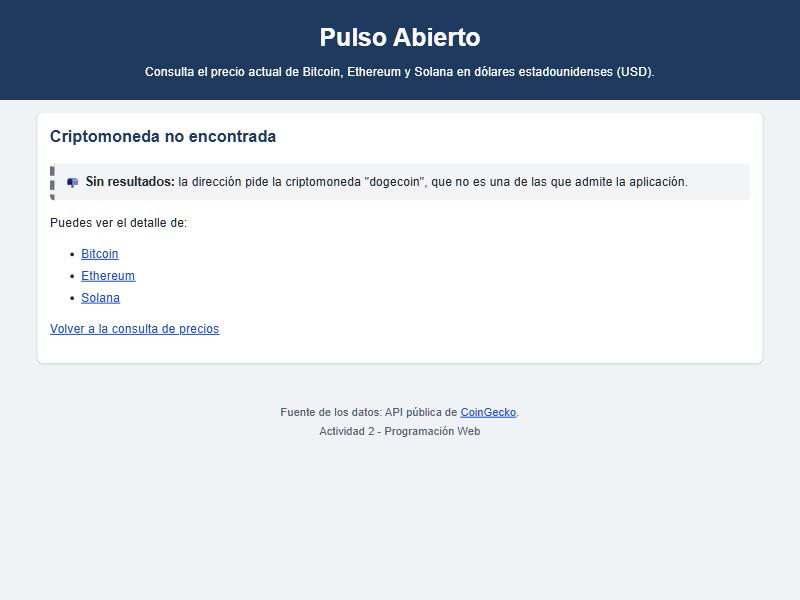 Pulso Abierto
Consulta el precio actual de Bitcoin, Ethereum y Solana en dólares estadounidenses (USD).
Criptomoneda no encontrada
Sin resultados: la dirección pide la criptomoneda "dogecoin", que no es una de las que admite la aplicación.
Puedes ver el detalle de:
• Bitcoin
• Ethereum
• Solana
Volver a la consulta de precios
Fuente de los datos: API pública de CoinGecko.
Actividad 2 - Programación Web